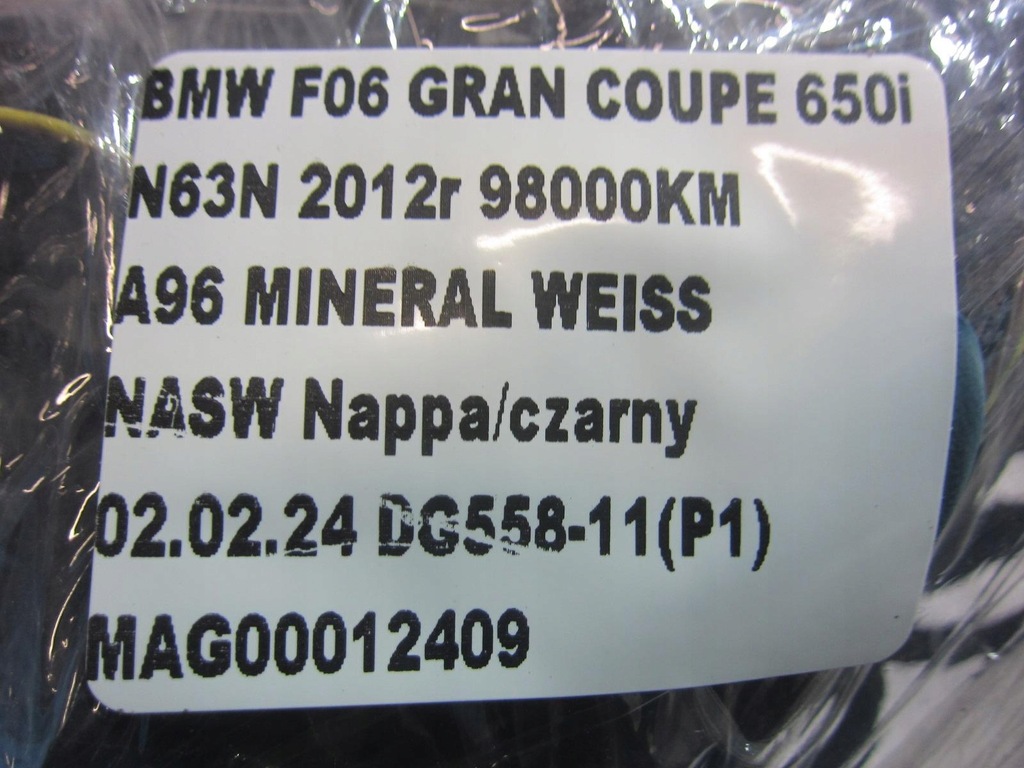 BMW F06 GRAN COUPE 650i
N63N 2012r 98000KM
A96 MINERAL WEISS
NASW Nappa/czarny
02.02.24 DG558-11(P1)
MAG00012409